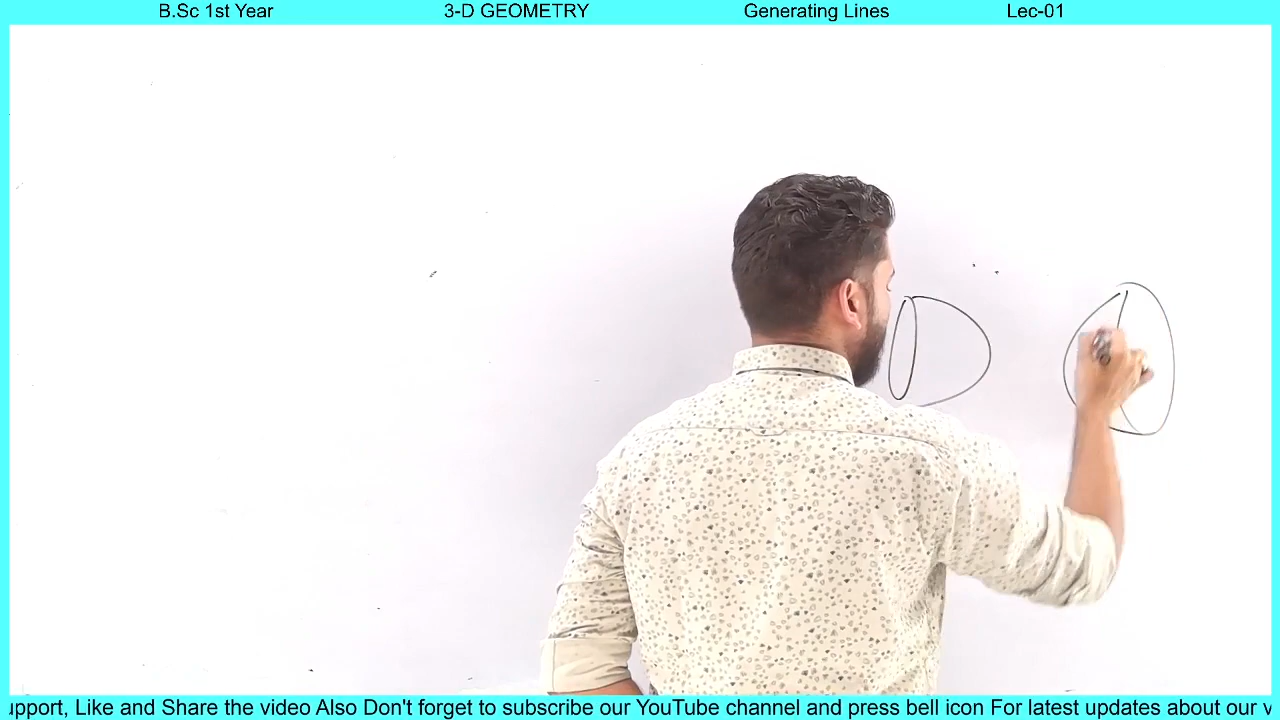 B.Sc 1st Year 3-D GEOMETRY Generating Lines Lec-01
upport, Like and Share the video Also Don't forget to subscribe our YouTube channel and press bell icon For latest updates about our v